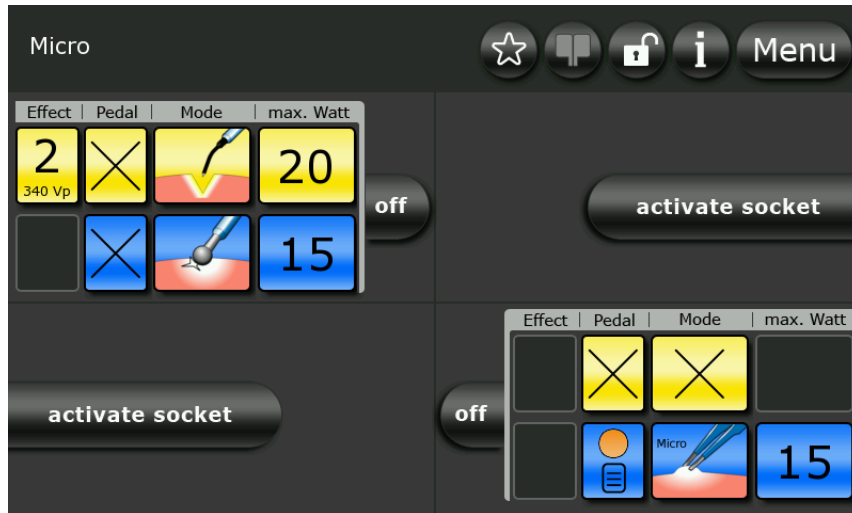 Micro
Menu
Effect | Pedal | Mode | max. Watt
2
340 Vp
20
off
activate socket
15
Effect | Pedal | Mode | max. Watt
activate socket
off
Micro
15